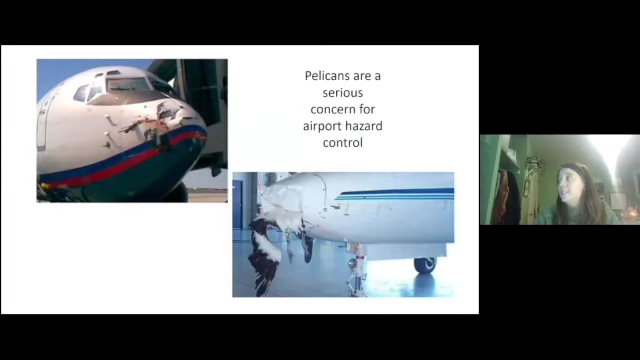 Pelicans are a
serious
concern for
airport hazard
control